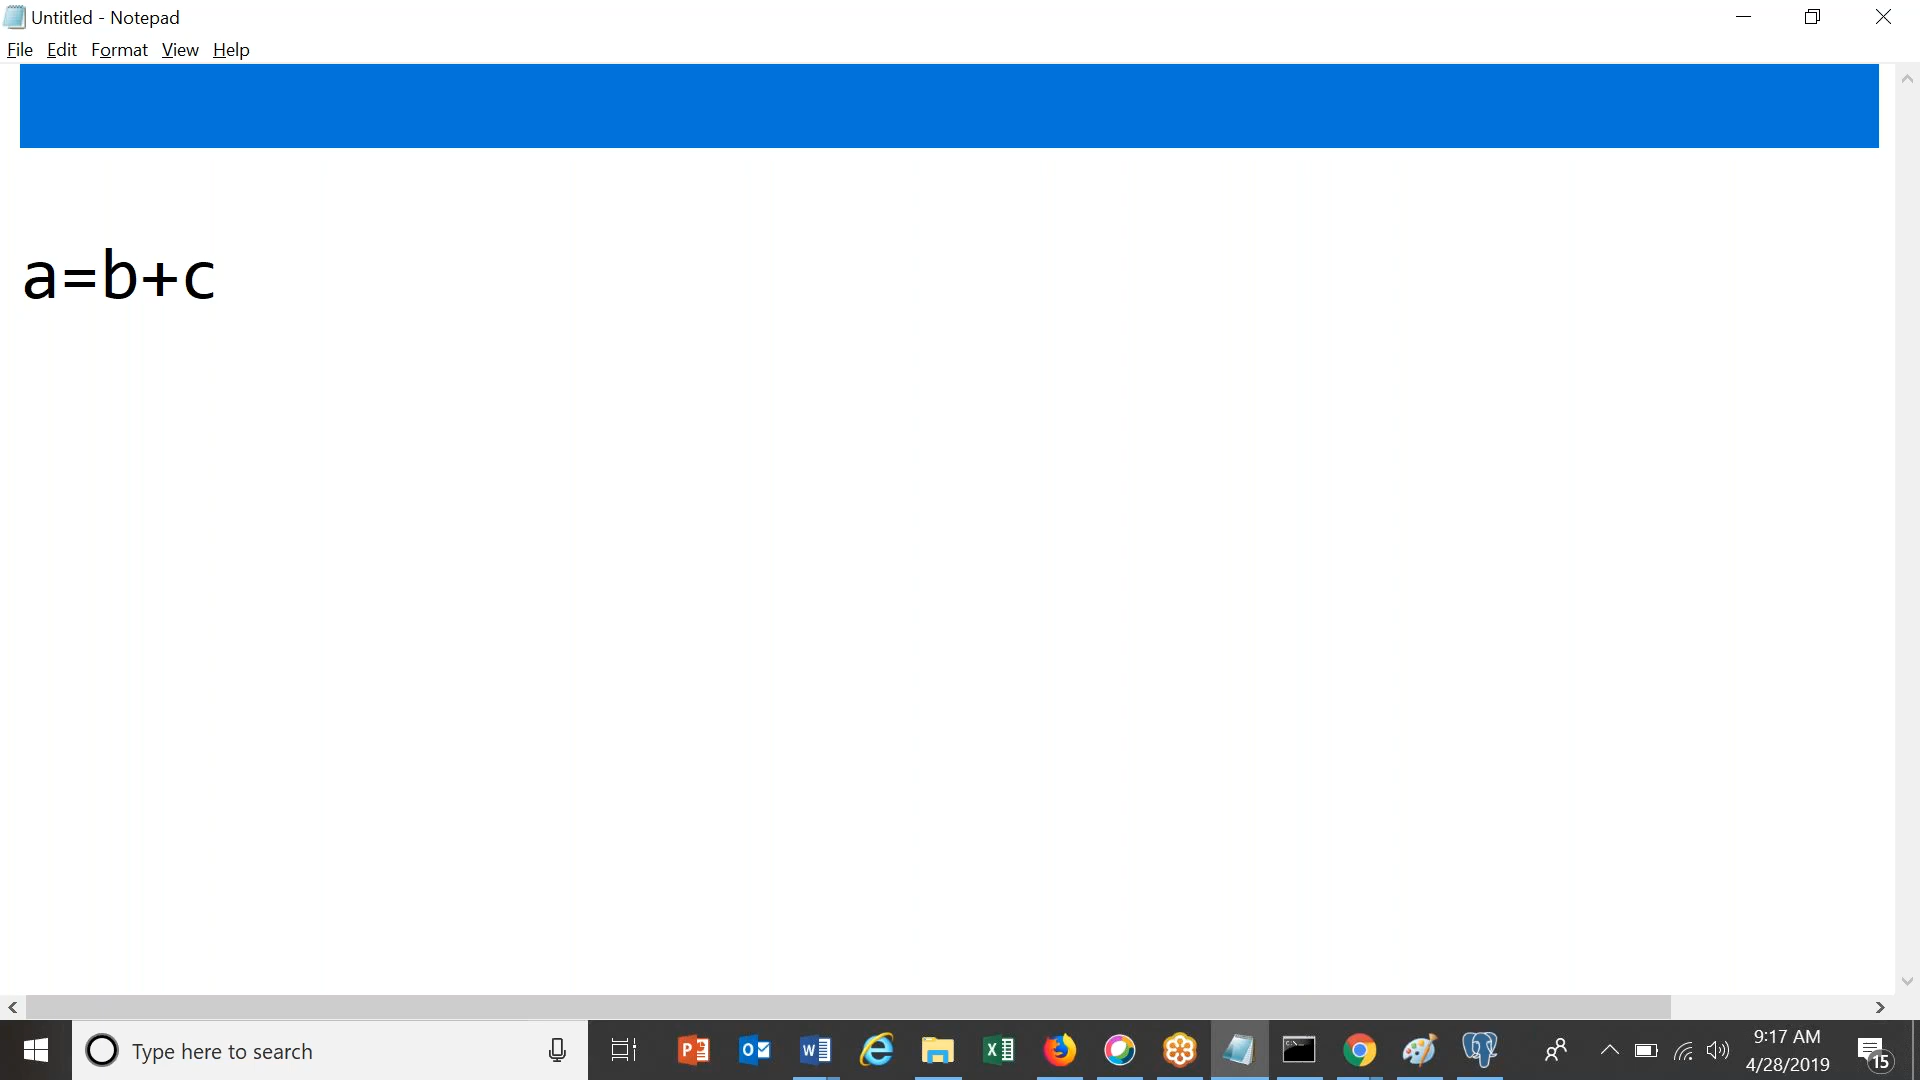 Untitled - Notepad
File Edit Format View Help
a=b+c
Type here to search
9:17 AM
4/28/2019
15